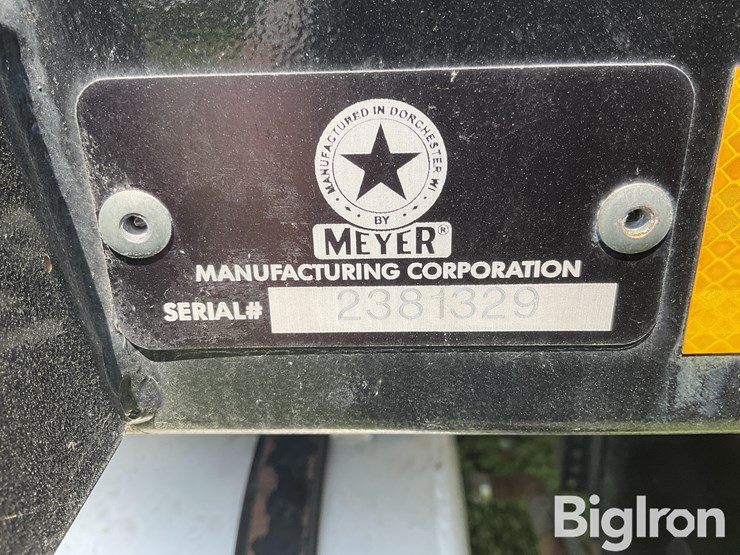 MANUFACTURED IN DORCHESTER WI.
BY
MEYER®
MANUFACTURING CORPORATION
SERIAL# 2381329
BigIron